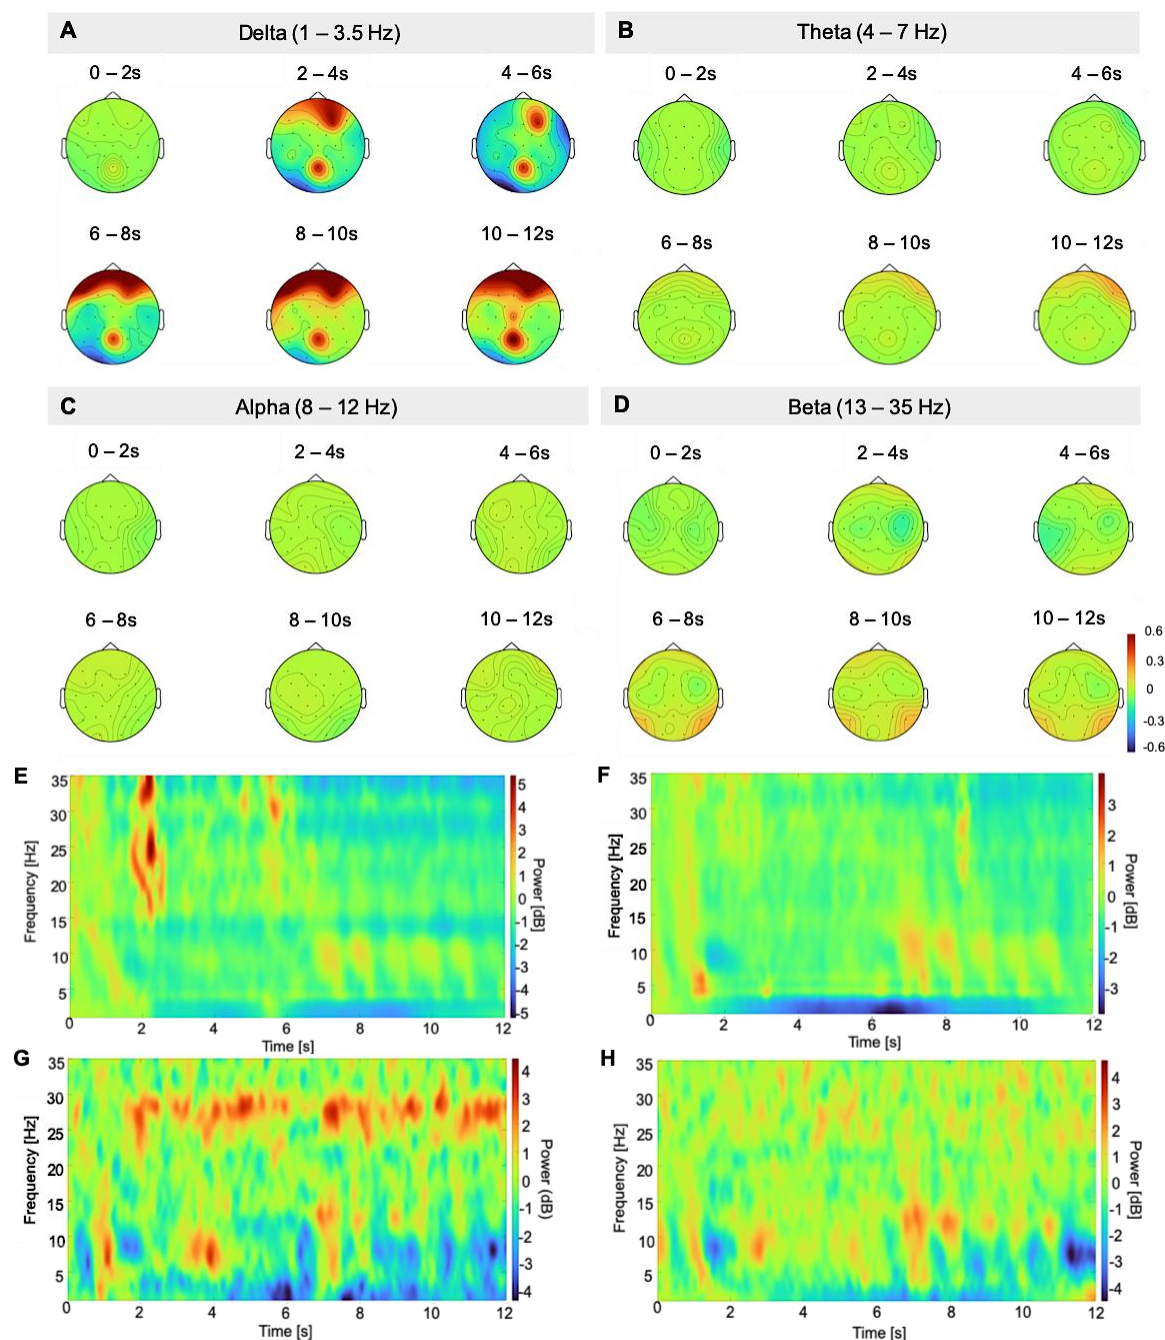 A
Delta (1 – 3.5 Hz)
B
Theta (4 – 7 Hz)
0 – 2s
2 – 4s
4 – 6s
0 – 2s
2 – 4s
4 – 6s
6 – 8s
8 – 10s
10 – 12s
6 – 8s
8 – 10s
10 – 12s
C
Alpha (8 – 12 Hz)
D
Beta (13 – 35 Hz)
0 – 2s
2 – 4s
4 – 6s
0 – 2s
2 – 4s
4 – 6s
6 – 8s
8 – 10s
10 – 12s
6 – 8s
8 – 10s
10 – 12s
0.6
0.3
0
-0.3
-0.6
E
35
30
25
20
15
10
5
Frequency [Hz]
0
2
4
6
8
10
12
Time [s]
5
4
3
2
1
0
-1
-2
-3
-4
-5
Power [dB]
F
35
30
25
20
15
10
5
Frequency [Hz]
0
2
4
6
8
10
12
Time [s]
3
2
1
0
-1
-2
-3
Power [dB]
G
35
30
25
20
15
10
5
Frequency [Hz]
0
2
4
6
8
10
12
Time [s]
4
3
2
1
0
-1
-2
-3
-4
Power (dB)
H
35
30
25
20
15
10
5
Frequency [Hz]
0
2
4
6
8
10
12
Time [s]
4
3
2
1
0
-1
-2
-3
-4
Power [dB]